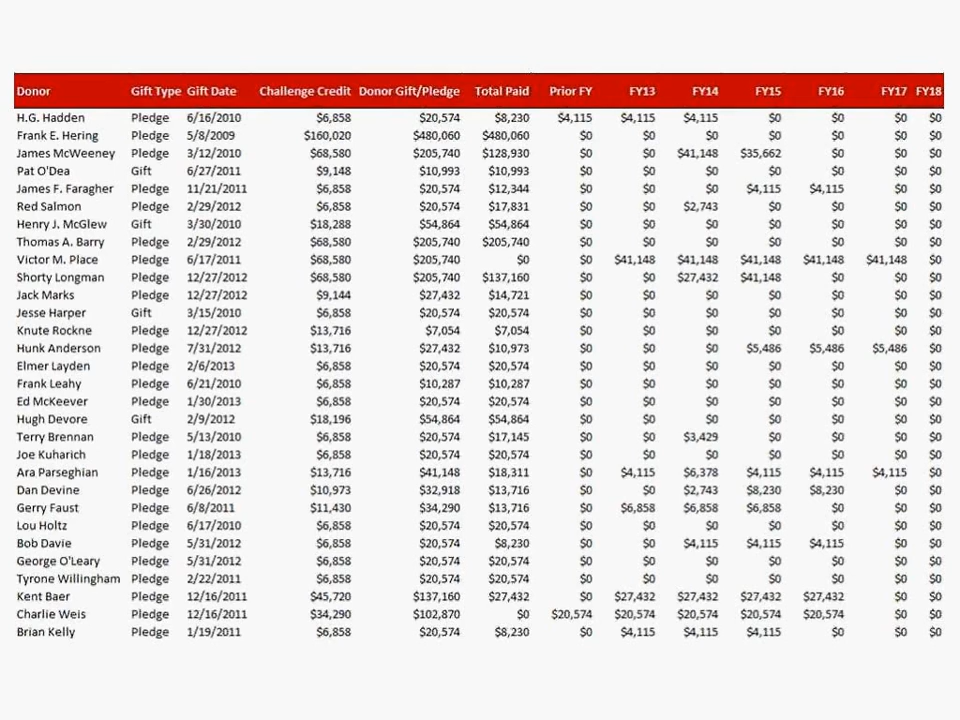 Donor Gift Type Gift Date Challenge Credit Donor Gift/Pledge Total Paid Prior FY FY13 FY14 FY15 FY16 FY17 FY18
H.G. Hadden Pledge 6/16/2010 $6,858 $20,574 $8,230 $4,115 $4,115 $4,115 $0 $0 $0 $0
Frank E. Hering Pledge 5/8/2009 $160,020 $480,060 $480,060 $0 $0 $0 $0 $0 $0 $0
James McWeeney Pledge 3/12/2010 $68,580 $205,740 $128,930 $0 $0 $41,148 $35,662 $0 $0 $0
Pat O'Dea Gift 6/27/2011 $9,148 $10,993 $10,993 $0 $0 $0 $0 $0 $0 $0
James F. Faragher Pledge 11/21/2011 $6,858 $20,574 $12,344 $0 $0 $0 $4,115 $4,115 $0 $0
Red Salmon Pledge 2/29/2012 $6,858 $20,574 $17,831 $0 $0 $2,743 $0 $0 $0 $0
Henry J. McGlew Gift 3/30/2010 $18,288 $54,864 $54,864 $0 $0 $0 $0 $0 $0 $0
Thomas A. Barry Pledge 2/29/2012 $68,580 $205,740 $205,740 $0 $0 $0 $0 $0 $0 $0
Victor M. Place Pledge 6/17/2011 $68,580 $205,740 $0 $0 $41,148 $41,148 $41,148 $41,148 $41,148 $0
Shorty Longman Pledge 12/27/2012 $68,580 $205,740 $137,160 $0 $0 $27,432 $41,148 $0 $0 $0
Jack Marks Pledge 12/27/2012 $9,144 $27,432 $14,721 $0 $0 $0 $0 $0 $0 $0
Jesse Harper Gift 3/15/2010 $6,858 $20,574 $20,574 $0 $0 $0 $0 $0 $0 $0
Knute Rockne Pledge 12/27/2012 $13,716 $7,054 $7,054 $0 $0 $0 $0 $0 $0 $0
Hunk Anderson Pledge 7/31/2012 $13,716 $27,432 $10,973 $0 $0 $0 $5,486 $5,486 $5,486 $0
Elmer Layden Pledge 2/6/2013 $6,858 $20,574 $20,574 $0 $0 $0 $0 $0 $0 $0
Frank Leahy Pledge 6/21/2010 $6,858 $10,287 $10,287 $0 $0 $0 $0 $0 $0 $0
Ed McKeever Pledge 1/30/2013 $6,858 $20,574 $20,574 $0 $0 $0 $0 $0 $0 $0
Hugh Devore Gift 2/9/2012 $18,196 $54,864 $54,864 $0 $0 $0 $0 $0 $0 $0
Terry Brennan Pledge 5/13/2010 $6,858 $20,574 $17,145 $0 $0 $3,429 $0 $0 $0 $0
Joe Kuharich Pledge 1/18/2013 $6,858 $20,574 $20,574 $0 $0 $0 $0 $0 $0 $0
Ara Parseghian Pledge 1/16/2013 $13,716 $41,148 $18,311 $0 $4,115 $6,378 $4,115 $4,115 $4,115 $0
Dan Devine Pledge 6/26/2012 $10,973 $32,918 $13,716 $0 $0 $2,743 $8,230 $8,230 $0 $0
Gerry Faust Pledge 6/8/2011 $11,430 $34,290 $13,716 $0 $6,858 $6,858 $6,858 $0 $0 $0
Lou Holtz Pledge 6/17/2010 $6,858 $20,574 $20,574 $0 $0 $0 $0 $0 $0 $0
Bob Davie Pledge 5/31/2012 $6,858 $20,574 $8,230 $0 $0 $4,115 $4,115 $4,115 $0 $0
George O'Leary Pledge 5/31/2012 $6,858 $20,574 $20,574 $0 $0 $0 $0 $0 $0 $0
Tyrone Willingham Pledge 2/22/2011 $6,858 $20,574 $20,574 $0 $0 $0 $0 $0 $0 $0
Kent Baer Pledge 12/16/2011 $45,720 $137,160 $27,432 $0 $27,432 $27,432 $27,432 $27,432 $0 $0
Charlie Weis Pledge 12/16/2011 $34,290 $102,870 $0 $20,574 $20,574 $20,574 $20,574 $20,574 $0 $0
Brian Kelly Pledge 1/19/2011 $6,858 $20,574 $8,230 $0 $4,115 $4,115 $4,115 $0 $0 $0